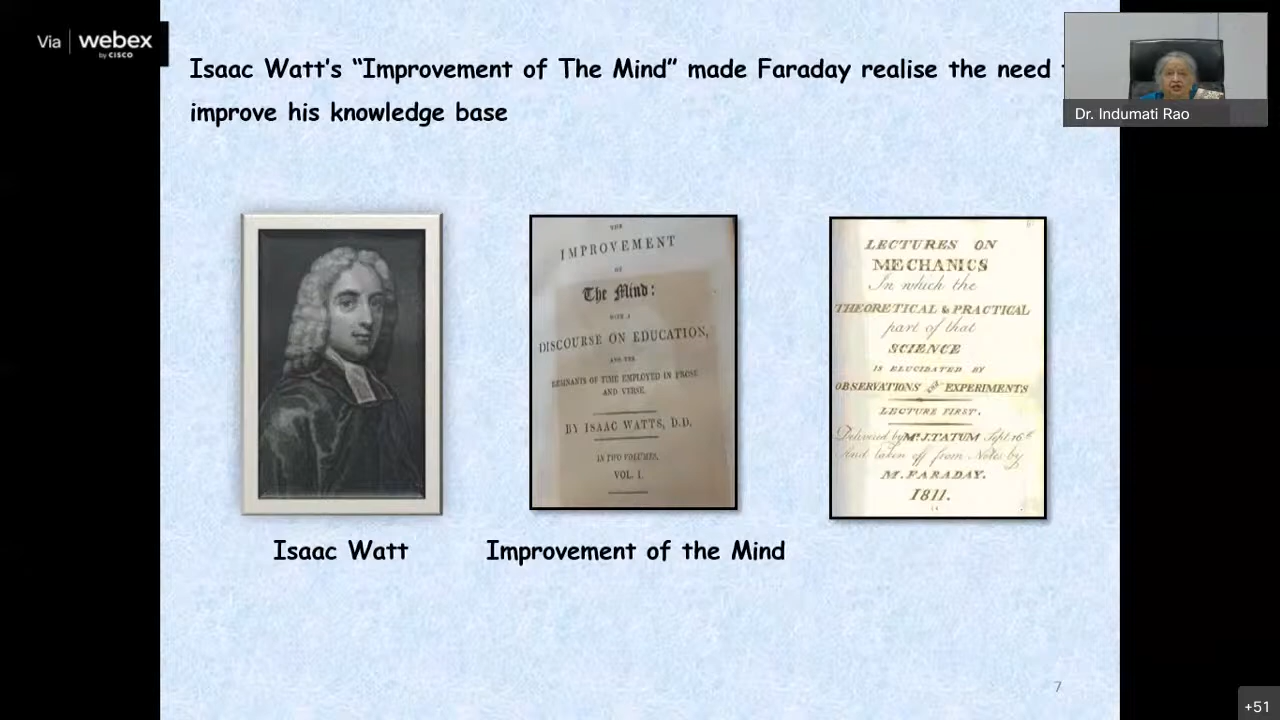 Via webex
by CISCO
Isaac Watt's “Improvement of The Mind” made Faraday realise the need
improve his knowledge base
Dr. Indumati Rao
THE
IMPROVEMENT
OF
The Mind:
WITH A
DISCOURSE ON EDUCATION,
AND THE
REMNANTS OF TIME EMPLOYED IN PROSE
AND VERSE.
BY ISAAC WATTS, D.D.
IN TWO VOLUMES.
VOL. I.
LECTURES ON
MECHANICS
In which the
THEORETICAL & PRACTICAL
part of that
SCIENCE
IS ELUCIDATED BY
OBSERVATIONS AND EXPERIMENTS
LECTURE FIRST.
Delivered by Mr. J. TATUM Sept. 16th
And taken off from Notes by
M. FARADAY.
1811.
Isaac Watt
Improvement of the Mind
7
+51